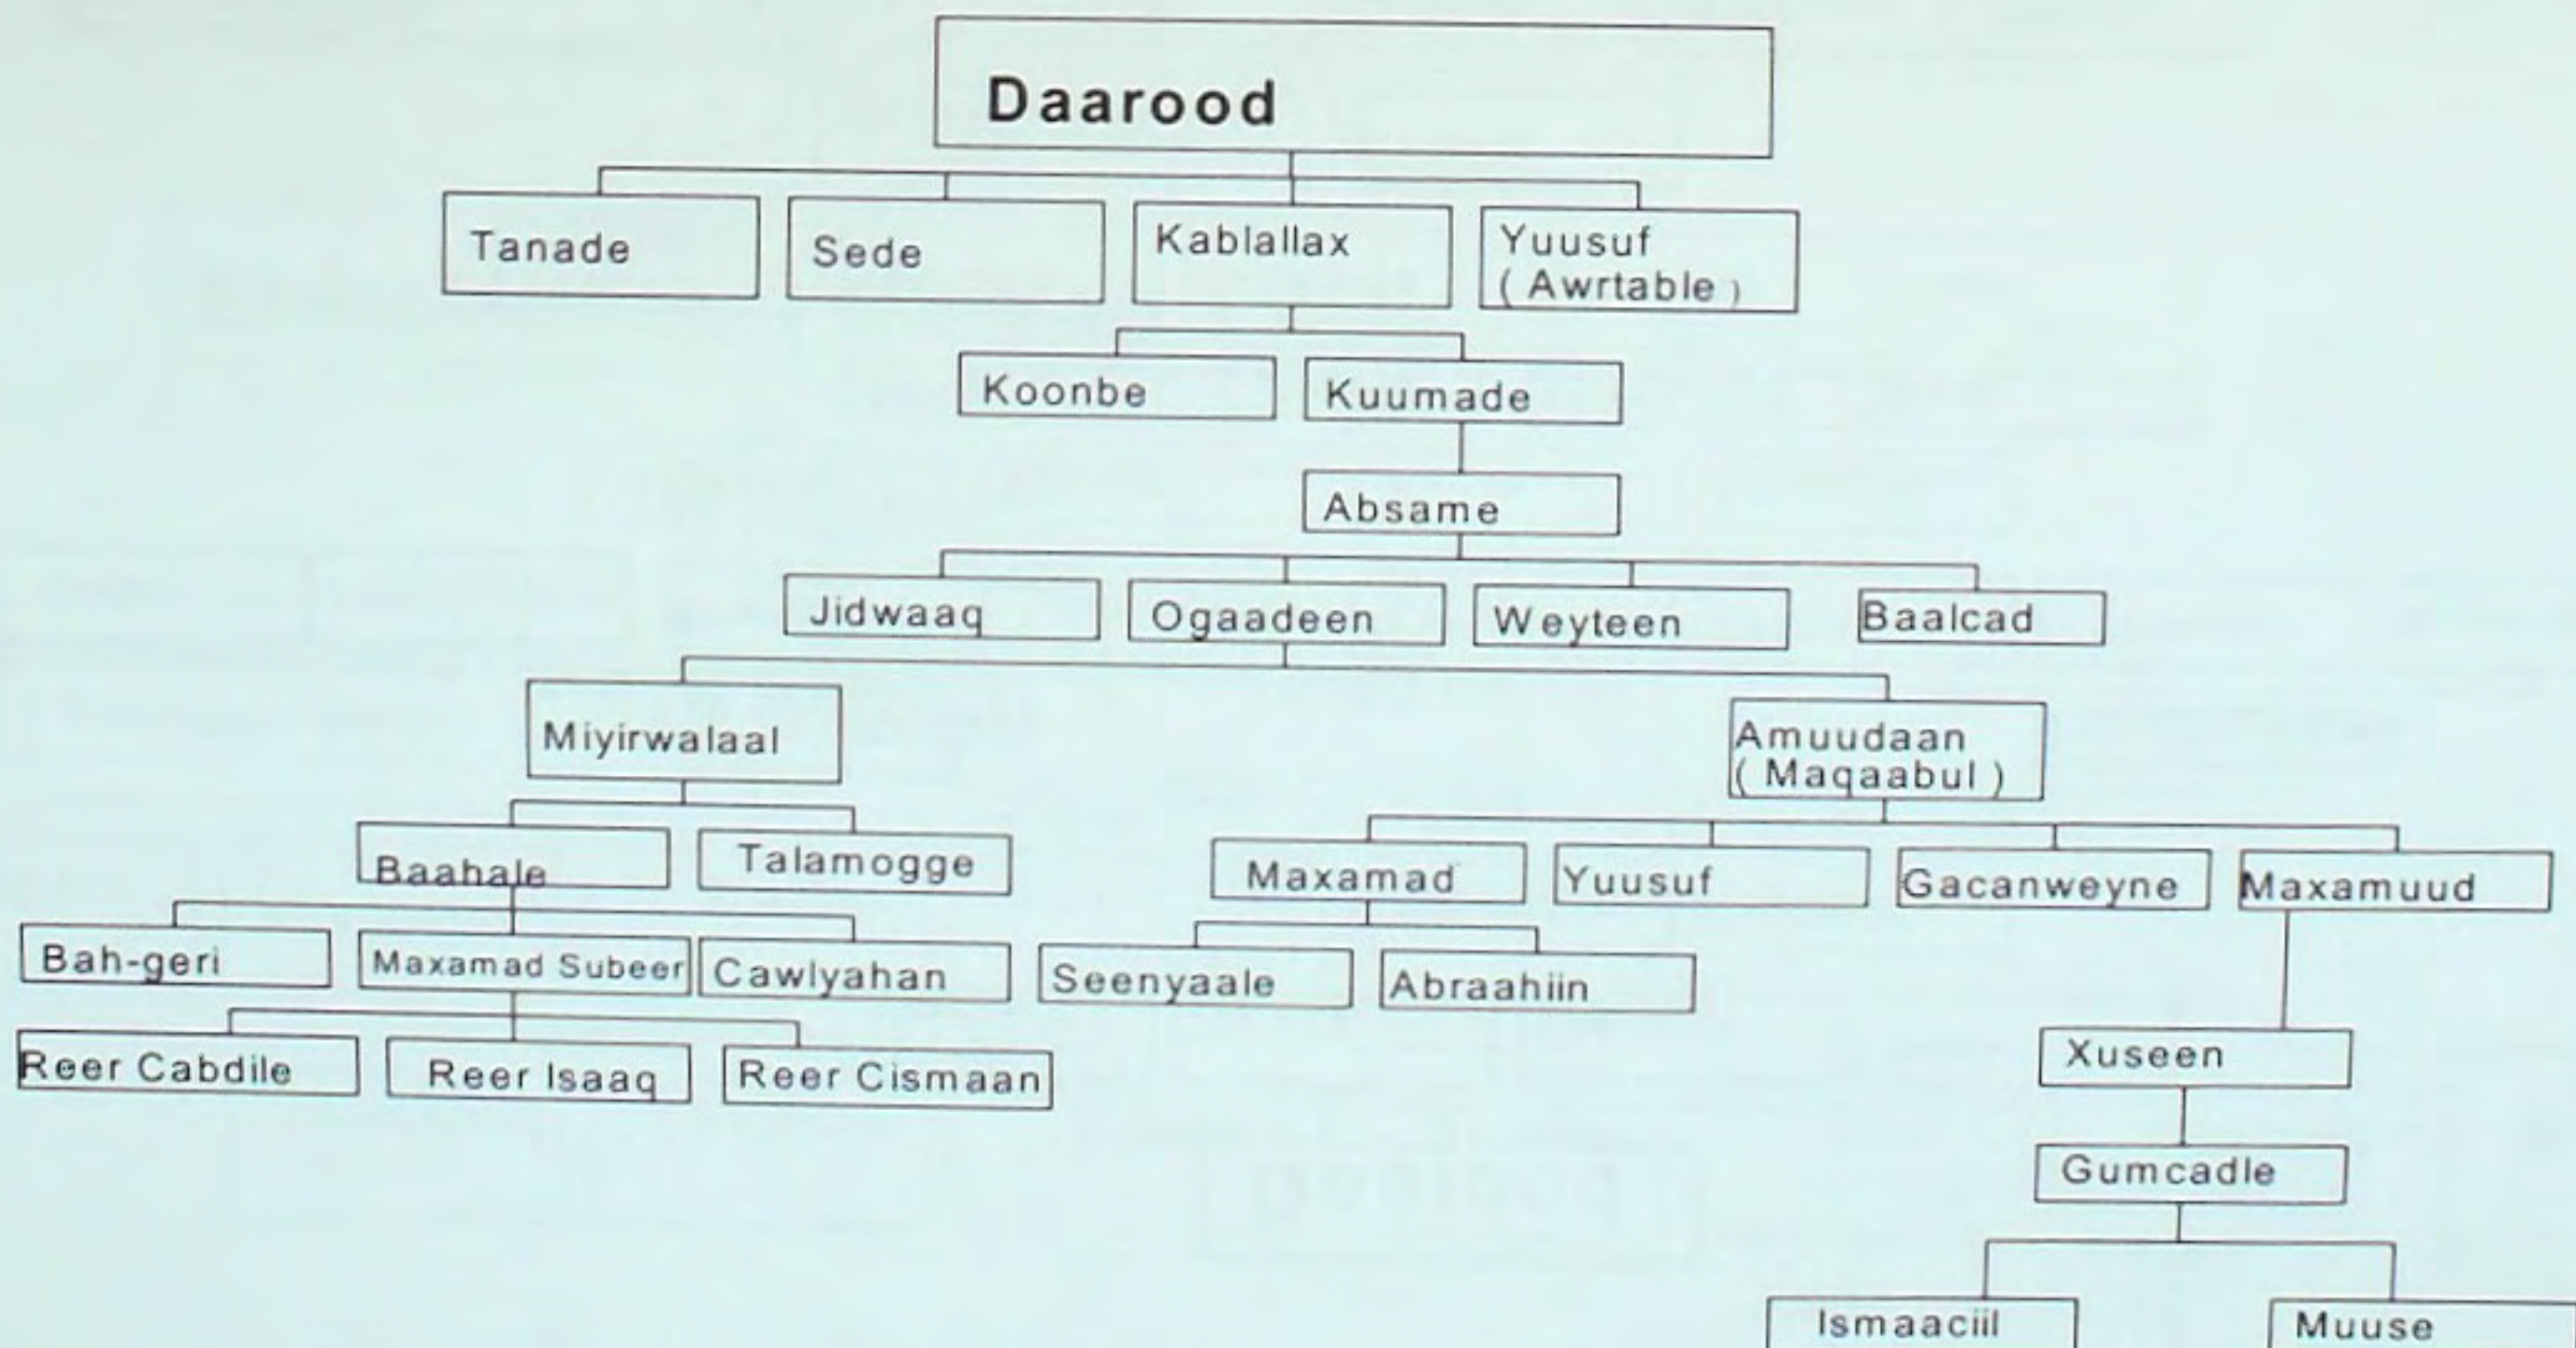 Daarood
Tanade
Sede
Kablallax
Yuusuf
( Awrtable )
Koonbe
Kuumade
Absame
Jidwaaq
Ogaadeen
Weyteen
Baalcad
Miyirwalaal
Amuudaan
( Maqaabul )
Baahale
Talamogge
Maxamad
Yuusuf
Gacanweyne
Maxamuud
Bah-geri
Maxamad Subeer
Cawlyahan
Seenyaale
Abraahiin
Reer Cabdile
Reer Isaaq
Reer Cismaan
Xuseen
Gumcadle
Ismaaciil
Muuse